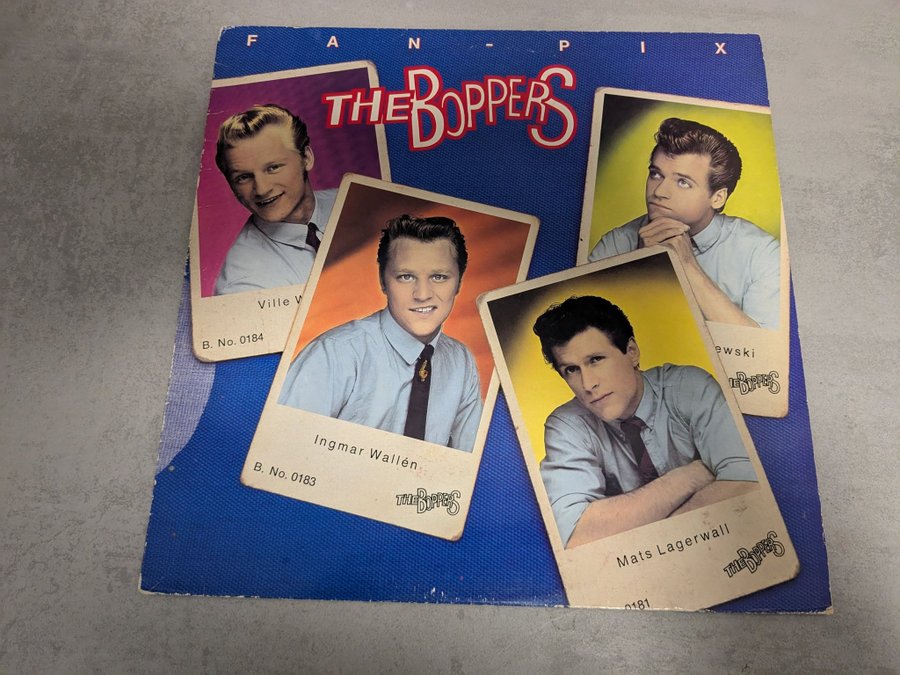 FAN-PIX
THE BOPPERS
Ville W
B. No. 0184
Ingmar Wallén
B. No. 0183
THE BOPPERS
ewski
THE BOPPERS
Mats Lagerwall
THE BOPPERS
0181